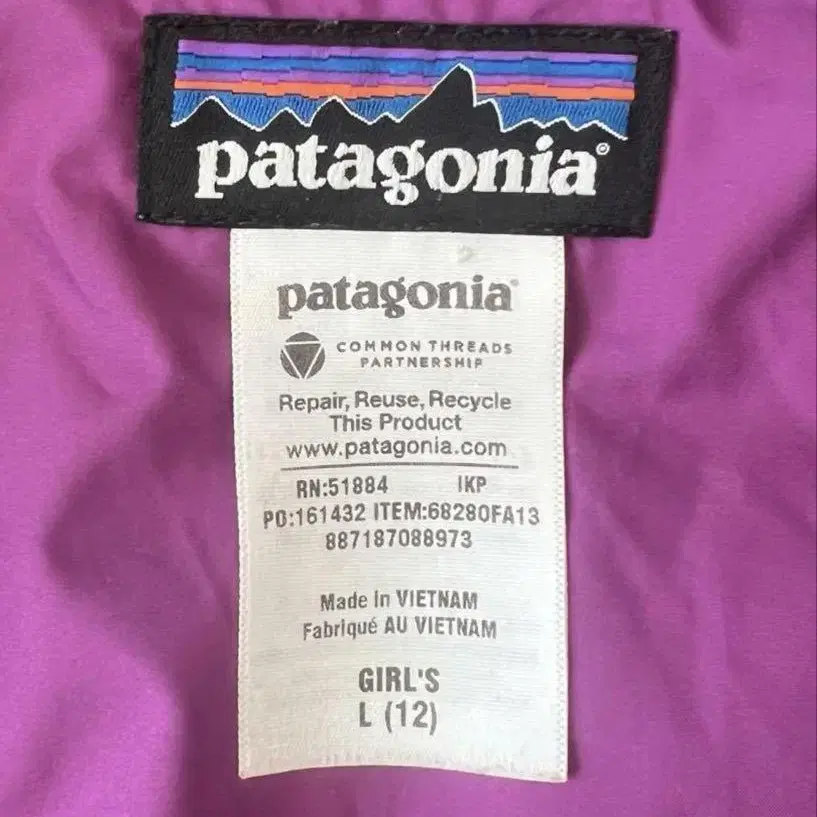 patagonia®
patagonia®
COMMON THREADS
PARTNERSHIP
Repair, Reuse, Recycle
This Product
www.patagonia.com
RN:51884 IKP
PO:161432 ITEM:68280FA13
887187088973
Made in VIETNAM
Fabriqué AU VIETNAM
GIRL'S
L (12)